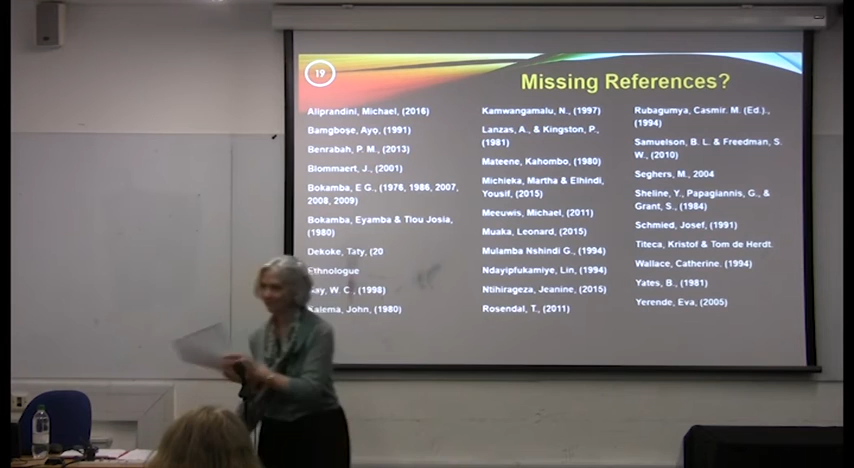 19
Missing References?
Aliprandini, Michael, (2016)
Bamgboşe, Ayo, (1991)
Benrabah, P. M., (2013)
Blommaert, J., (2001)
Bokamba, E G., (1976, 1986, 2007,
2008, 2009)
Bokamba, Eyamba & Tlou Josia,
(1980)
Dekoke, Taty, (20
Ethnologue
Gay, W. C., (1998)
Kalema, John, (1980)
Kamwangamalu, N., (1997)
Lanzas, A., & Kingston, P.,
(1981)
Mateene, Kahombo, (1980)
Michieka, Martha & Elhindi,
Yousif, (2015)
Meeuwis, Michael, (2011)
Muaka, Leonard, (2015)
Mulamba Nshindi G., (1994)
Ndayipfukamiye, Lin, (1994)
Ntihirageza, Jeanine, (2015)
Rosendal, T., (2011)
Rubagumya, Casmir. M. (Ed.).,
(1994)
Samuelson, B. L. & Freedman, S.
W., (2010)
Seghers, M., 2004
Sheline, Y., Papagiannis, G., &
Grant, S., (1984)
Schmied, Josef, (1991)
Titeca, Kristof & Tom de Herdt.
Wallace, Catherine. (1994)
Yates, B., (1981)
Yerende, Eva, (2005)